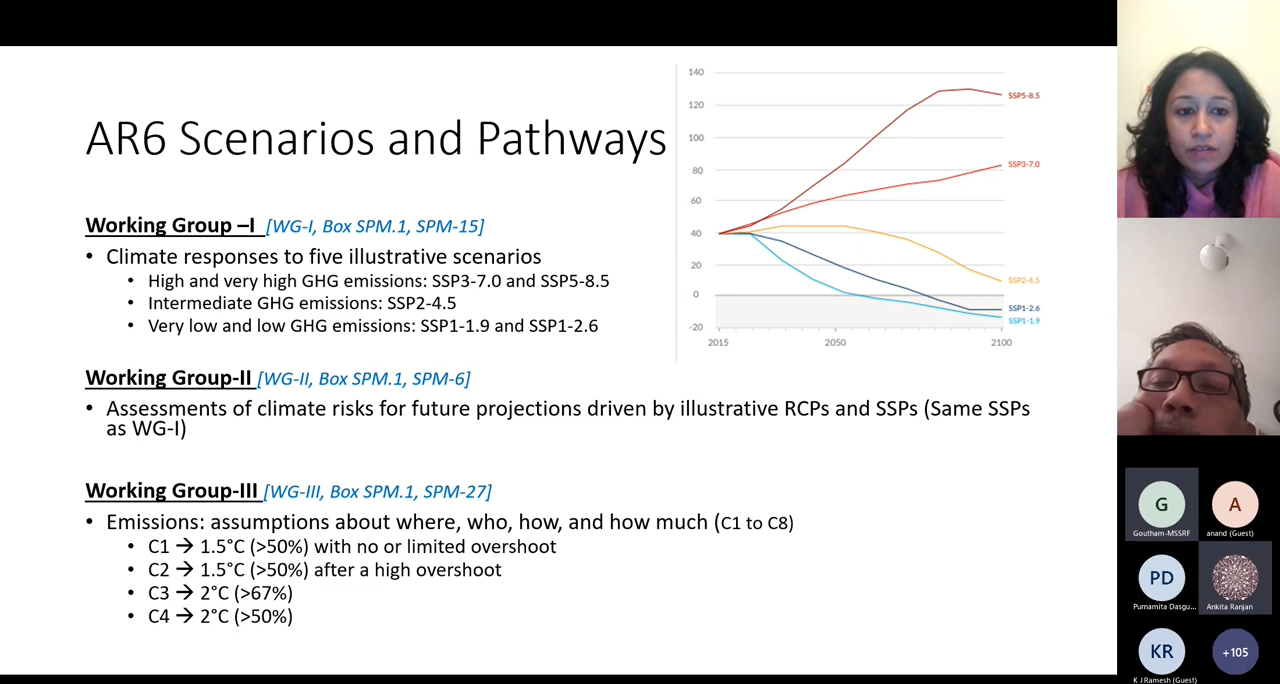 AR6 Scenarios and Pathways
Working Group –I [WG-I, Box SPM.1, SPM-15]
• Climate responses to five illustrative scenarios
• High and very high GHG emissions: SSP3-7.0 and SSP5-8.5
• Intermediate GHG emissions: SSP2-4.5
• Very low and low GHG emissions: SSP1-1.9 and SSP1-2.6
140
120
100
80
60
40
20
0
-20
2015
2050
2100
SSP5-8.5
SSP3-7.0
SSP2-4.5
SSP1-2.6
SSP1-1.9
Working Group-II [WG-II, Box SPM.1, SPM-6]
• Assessments of climate risks for future projections driven by illustrative RCPs and SSPs (Same SSPs
as WG-I)
Working Group-III [WG-III, Box SPM.1, SPM-27]
• Emissions: assumptions about where, who, how, and how much (C1 to C8)
• C1 → 1.5°C (>50%) with no or limited overshoot
• C2 → 1.5°C (>50%) after a high overshoot
• C3 → 2°C (>67%)
• C4 → 2°C (>50%)
G
Goutham-MSSRF
A
anand (Guest)
PD
Purnamita Dasgu...
Ankita Ranjan
KR
K J Ramesh (Guest)
+105